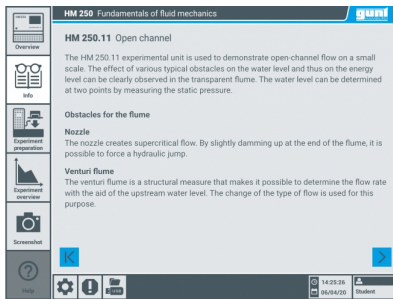 HM 250 Fundamentals of fluid mechanics
gunt
Overview
Info
Experiment
preparation
Experiment
overview
Screenshot
Help
HM 250.11 Open channel
The HM 250.11 experimental unit is used to demonstrate open-channel flow on a small
scale. The effect of various typical obstacles on the water level and thus on the energy
level can be clearly observed in the transparent flume. The water level can be determined
at two points by measuring the static pressure.
Obstacles for the flume
Nozzle
The nozzle creates supercritical flow. By slightly damming up at the end of the flume, it is
possible to force a hydraulic jump.
Venturi flume
The venturi flume is a structural measure that makes it possible to determine the flow rate
with the aid of the upstream water level. The change of the type of flow is used for this
purpose.
14:25:26
06/04/20
Student